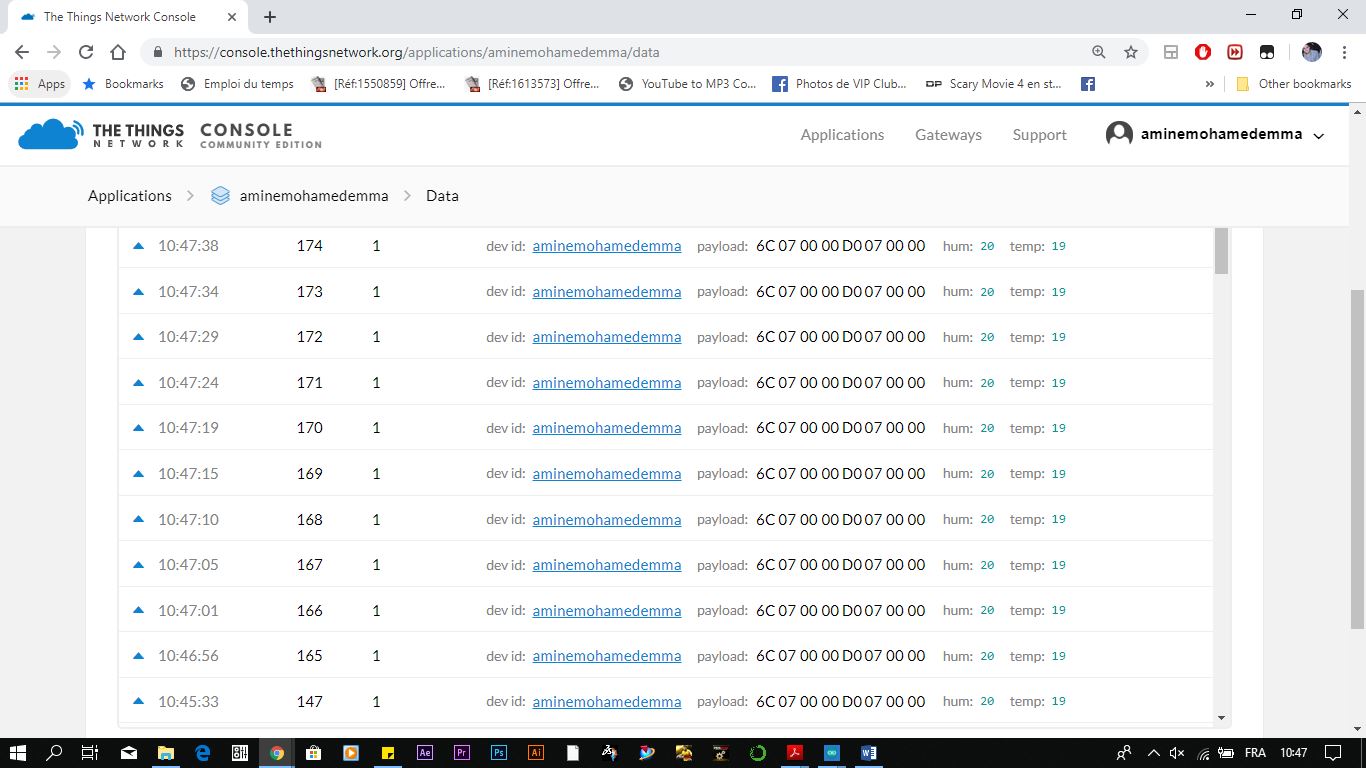 The Things Network Console
https://console.thethingsnetwork.org/applications/aminemohamedemma/data
Apps Bookmarks Emploi du temps [Réf:1550859] Offre... [Réf:1613573] Offre... YouTube to MP3 Co... Photos de VIP Club... DP Scary Movie 4 en st... » Other bookmarks
THE THINGS NETWORK CONSOLE COMMUNITY EDITION Applications Gateways Support aminemohamedemma
Applications > aminemohamedemma > Data
10:47:38 174 1 dev id: aminemohamedemma payload: 6C 07 00 00 D0 07 00 00 hum: 20 temp: 19
10:47:34 173 1 dev id: aminemohamedemma payload: 6C 07 00 00 D0 07 00 00 hum: 20 temp: 19
10:47:29 172 1 dev id: aminemohamedemma payload: 6C 07 00 00 D0 07 00 00 hum: 20 temp: 19
10:47:24 171 1 dev id: aminemohamedemma payload: 6C 07 00 00 D0 07 00 00 hum: 20 temp: 19
10:47:19 170 1 dev id: aminemohamedemma payload: 6C 07 00 00 D0 07 00 00 hum: 20 temp: 19
10:47:15 169 1 dev id: aminemohamedemma payload: 6C 07 00 00 D0 07 00 00 hum: 20 temp: 19
10:47:10 168 1 dev id: aminemohamedemma payload: 6C 07 00 00 D0 07 00 00 hum: 20 temp: 19
10:47:05 167 1 dev id: aminemohamedemma payload: 6C 07 00 00 D0 07 00 00 hum: 20 temp: 19
10:47:01 166 1 dev id: aminemohamedemma payload: 6C 07 00 00 D0 07 00 00 hum: 20 temp: 19
10:46:56 165 1 dev id: aminemohamedemma payload: 6C 07 00 00 D0 07 00 00 hum: 20 temp: 19
10:45:33 147 1 dev id: aminemohamedemma payload: 6C 07 00 00 D0 07 00 00 hum: 20 temp: 19
Ae Pr Ps Ai FRA 10:47